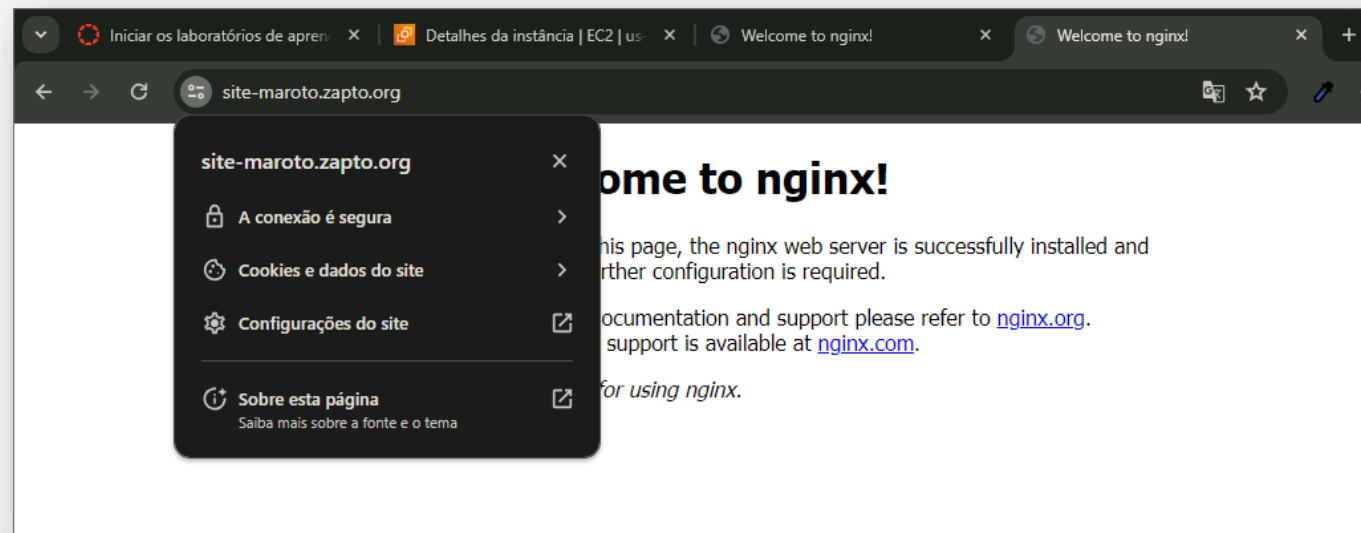 Iniciar os laboratórios de apren
Detalhes da instância | EC2 | us-
Welcome to nginx!
Welcome to nginx!
site-maroto.zapto.org
site-maroto.zapto.org
A conexão é segura
Cookies e dados do site
Configurações do site
Sobre esta página
Saiba mais sobre a fonte e o tema
ome to nginx!
his page, the nginx web server is successfully installed and
rther configuration is required.
ocumentation and support please refer to nginx.org.
support is available at nginx.com.
for using nginx.